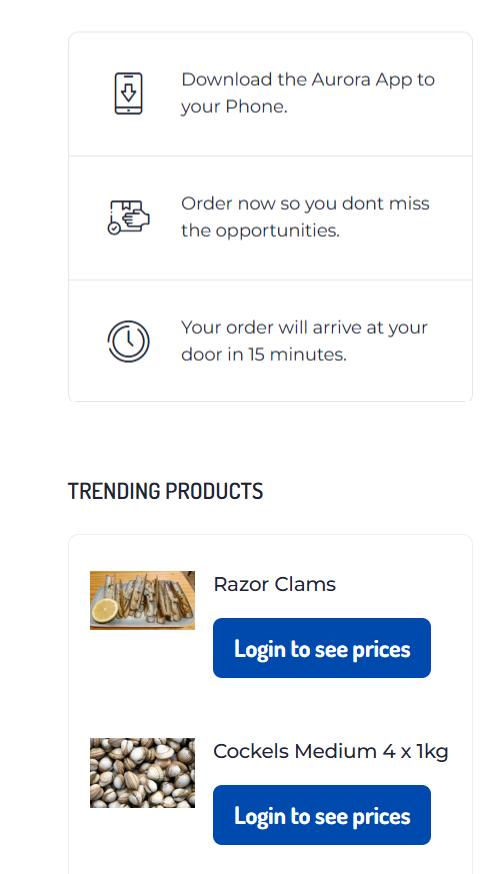 Download the Aurora App to
your Phone.
Order now so you dont miss
the opportunities.
Your order will arrive at your
door in 15 minutes.
TRENDING PRODUCTS
Razor Clams
Login to see prices
Cockels Medium 4 x 1kg
Login to see prices